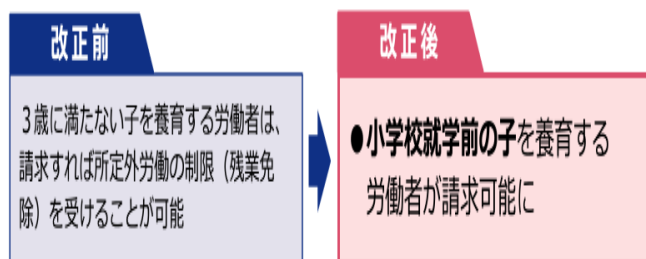 改正前
３歳に満たない子を養育する労働者は、
請求すれば所定外労働の制限（残業免
除）を受けることが可能
改正後
●小学校就学前の子を養育する
労働者が請求可能に